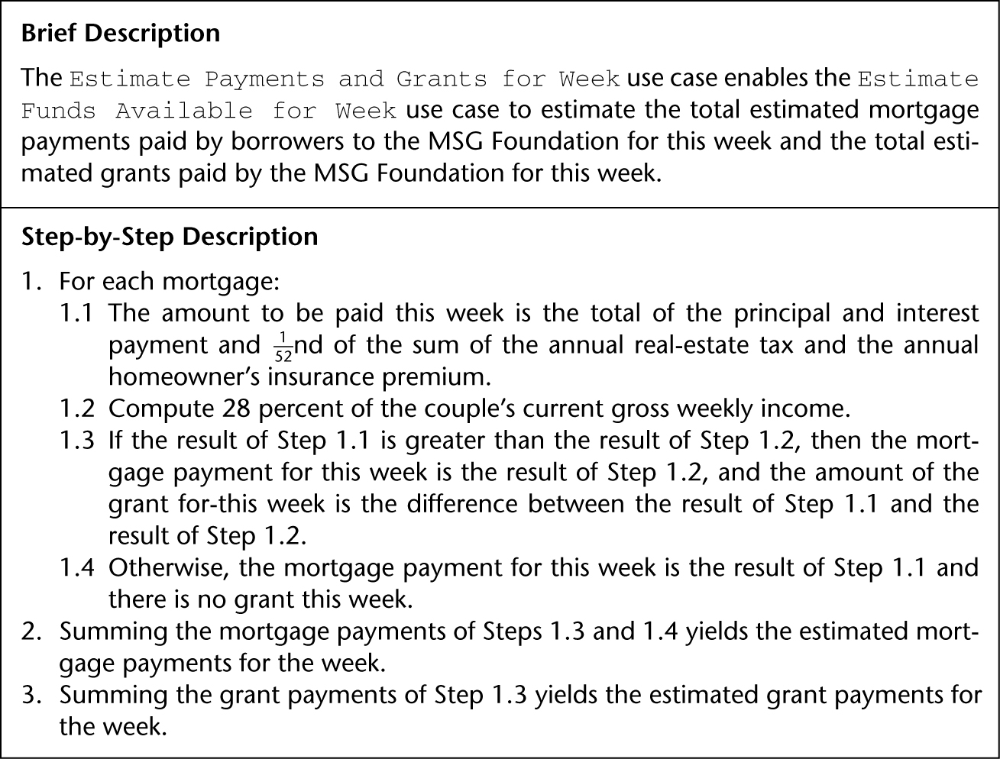 Brief Description
The Estimate Payments and Grants for Week use case enables the Estimate
Funds Available for Week use case to estimate the total estimated mortgage
payments paid by borrowers to the MSG Foundation for this week and the total esti-
mated grants paid by the MSG Foundation for this week.
Step-by-Step Description
1. For each mortgage:
1.1 The amount to be paid this week is the total of the principal and interest
payment and 1/52nd of the sum of the annual real-estate tax and the annual
homeowner's insurance premium.
1.2 Compute 28 percent of the couple's current gross weekly income.
1.3 If the result of Step 1.1 is greater than the result of Step 1.2, then the mort-
gage payment for this week is the result of Step 1.2, and the amount of the
grant for-this week is the difference between the result of Step 1.1 and the
result of Step 1.2.
1.4 Otherwise, the mortgage payment for this week is the result of Step 1.1 and
there is no grant this week.
2. Summing the mortgage payments of Steps 1.3 and 1.4 yields the estimated mort-
gage payments for the week.
3. Summing the grant payments of Step 1.3 yields the estimated grant payments for
the week.